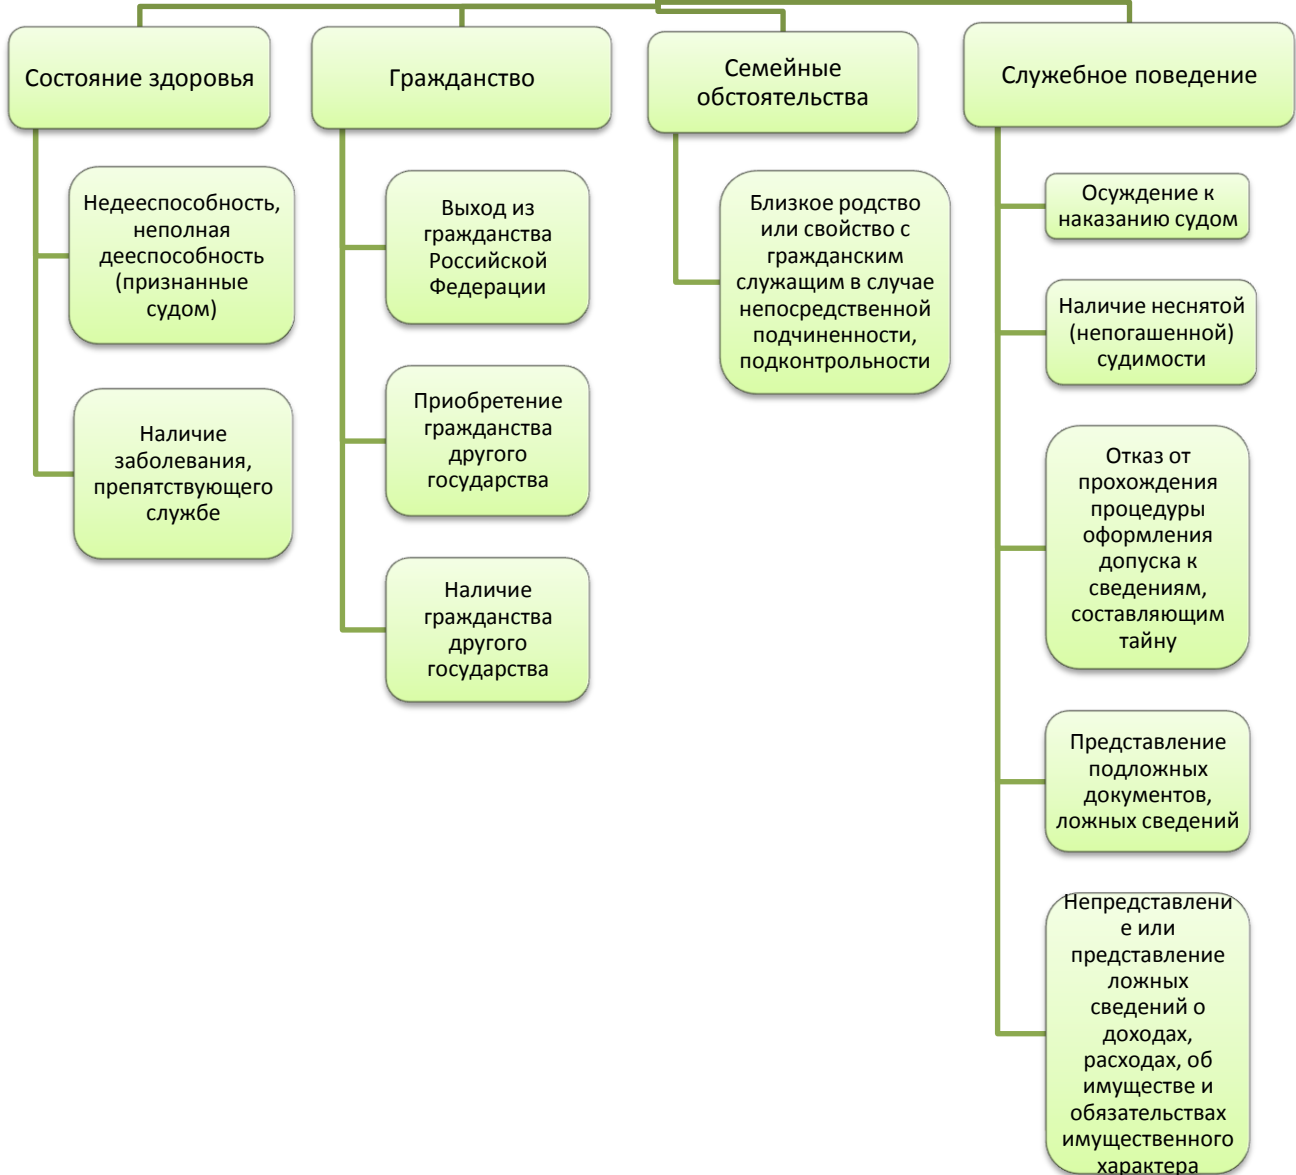 Состояние здоровья
Недееспособность,
неполная
дееспособность
(признанные
судом)
Наличие
заболевания,
препятствующего
службе
Гражданство
Выход из
гражданства
Российской
Федерации
Приобретение
гражданства
другого
государства
Наличие
гражданства
другого
государства
Семейные
обстоятельства
Близкое родство
или свойство с
гражданским
служащим в случае
непосредственной
подчиненности,
подконтрольности
Служебное поведение
Осуждение к
наказанию судом
Наличие неснятой
(непогашенной)
судимости
Отказ от
прохождения
процедуры
оформления
допуска к
сведениям,
составляющим
тайну
Представление
подложных
документов,
ложных сведений
Непредставлени
е или
представление
ложных
сведений о
доходах,
расходах, об
имуществе и
обязательствах
имущественного
характера